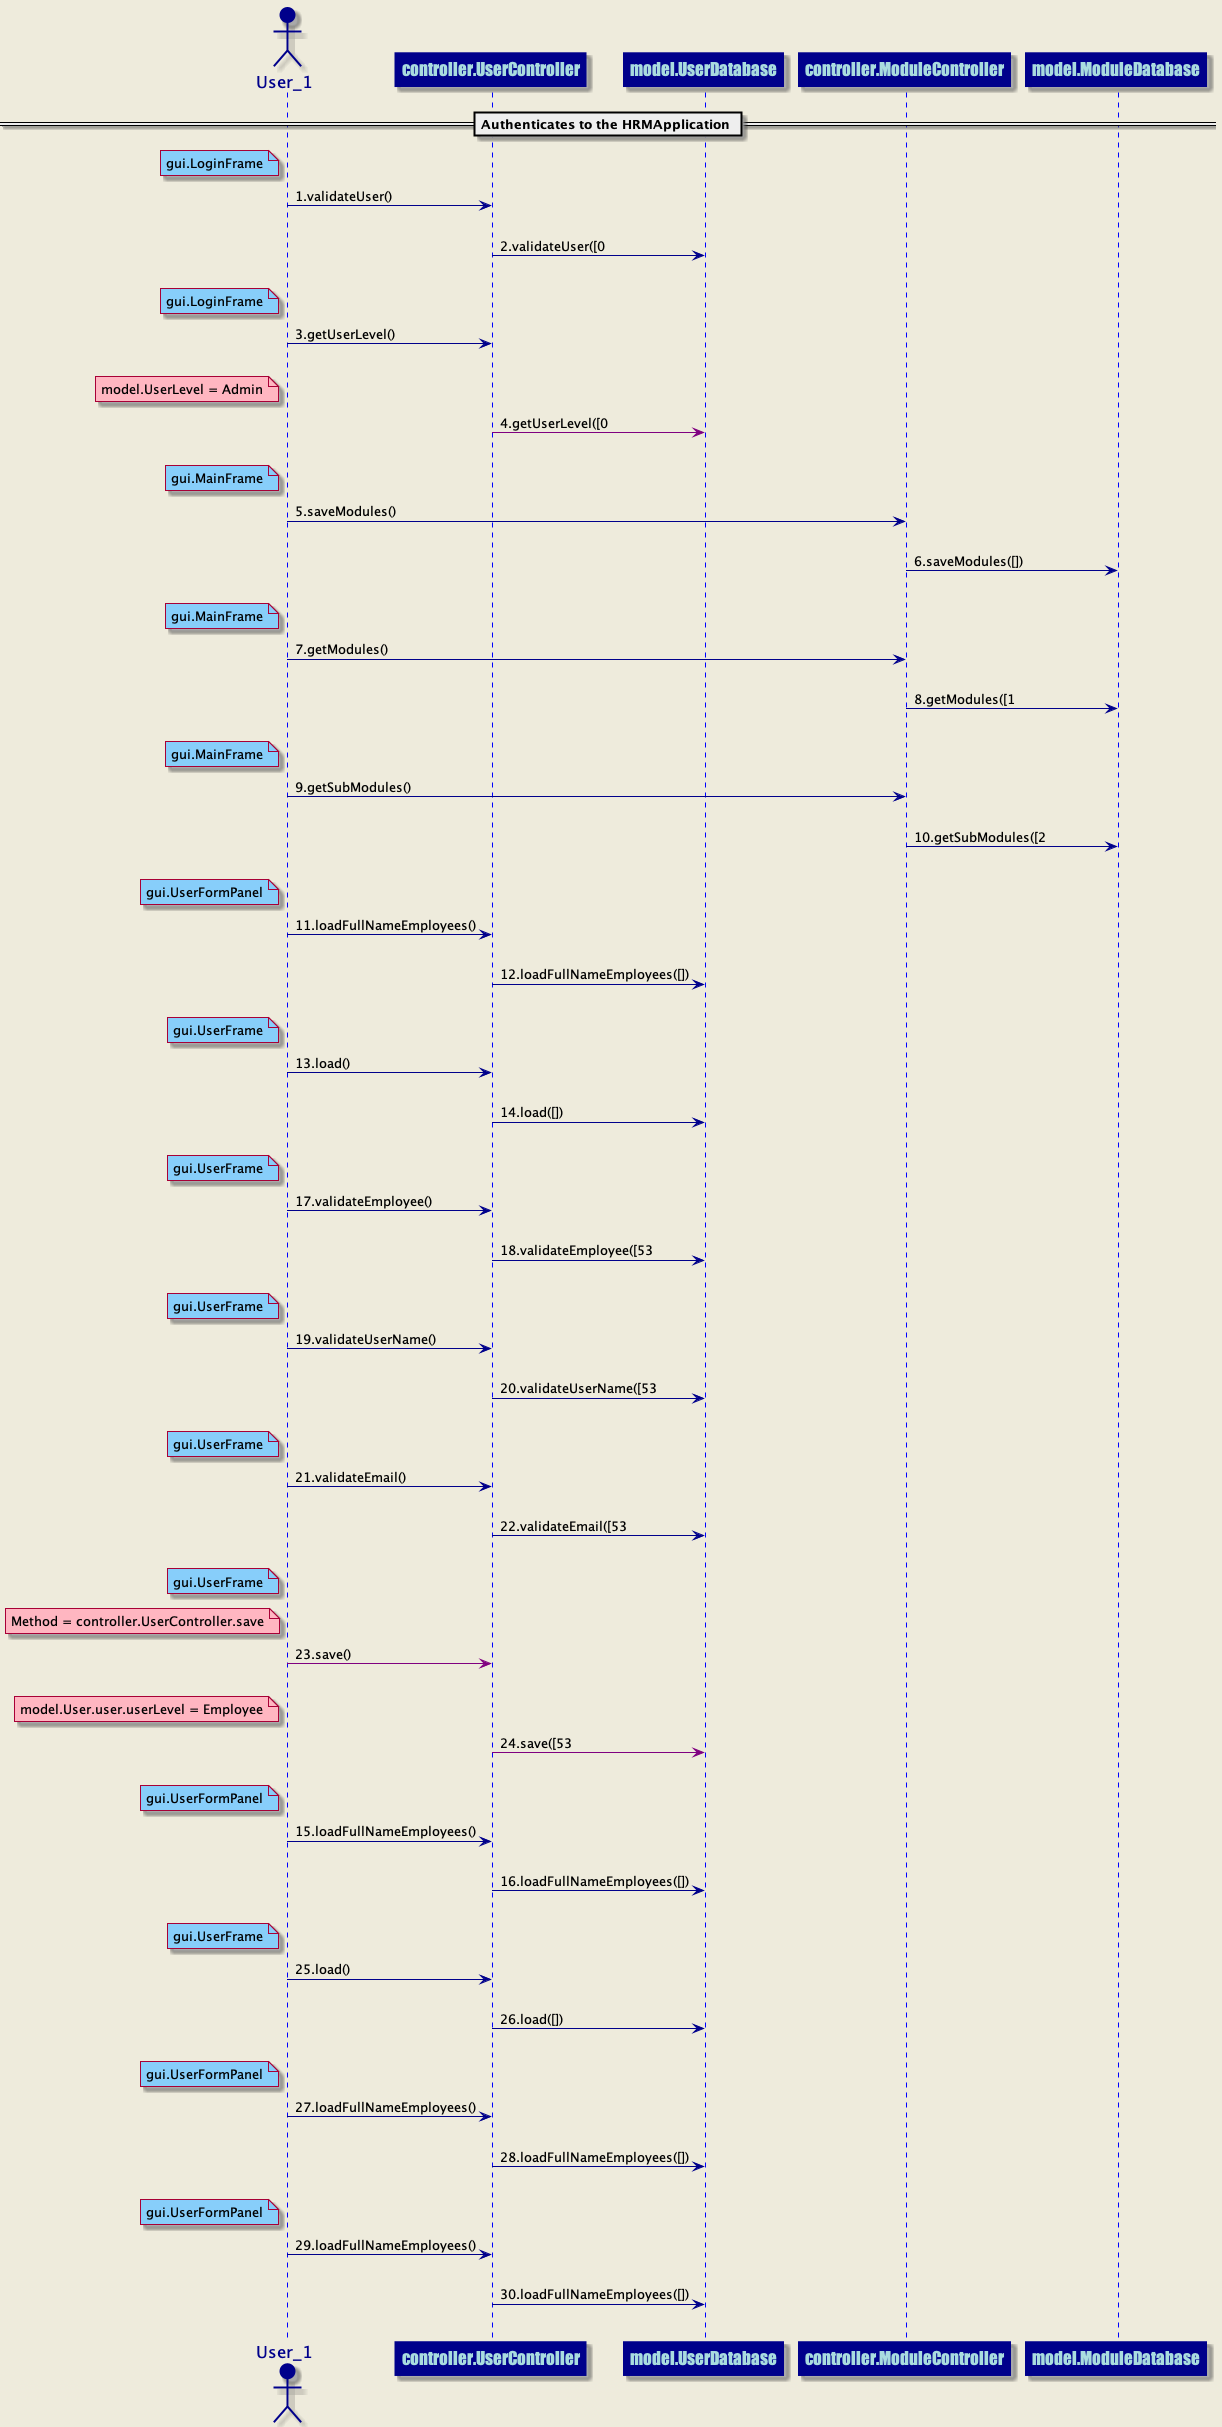 User_1
controller.UserController
model.UserDatabase
controller.ModuleController
model.ModuleDatabase
Authenticates to the HRMApplication
gui.LoginFrame
1.validateUser()
2.validateUser([0
gui.LoginFrame
3.getUserLevel()
model.UserLevel = Admin
4.getUserLevel([0
gui.MainFrame
5.saveModules()
6.saveModules([])
gui.MainFrame
7.getModules()
8.getModules([1
gui.MainFrame
9.getSubModules()
10.getSubModules([2
gui.UserFormPanel
11.loadFullNameEmployees()
12.loadFullNameEmployees([])
gui.UserFrame
13.load()
14.load([])
gui.UserFrame
17.validateEmployee()
18.validateEmployee([53
gui.UserFrame
19.validateUserName()
20.validateUserName([53
gui.UserFrame
21.validateEmail()
22.validateEmail([53
gui.UserFrame
Method = controller.UserController.save
23.save()
model.User.user.userLevel = Employee
24.save([53
gui.UserFormPanel
15.loadFullNameEmployees()
16.loadFullNameEmployees([])
gui.UserFrame
25.load()
26.load([])
gui.UserFormPanel
27.loadFullNameEmployees()
28.loadFullNameEmployees([])
gui.UserFormPanel
29.loadFullNameEmployees()
30.loadFullNameEmployees([])
User_1
controller.UserController
model.UserDatabase
controller.ModuleController
model.ModuleDatabase